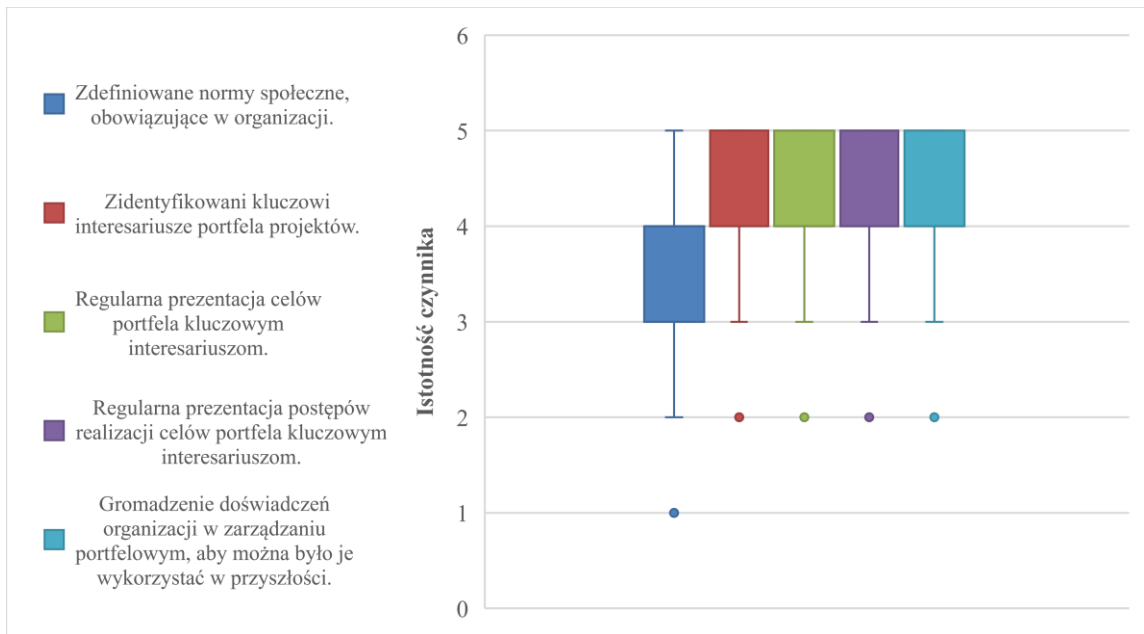 Zdefiniowane normy społeczne,
obowiązujące w organizacji.
Zidentyfikowani kluczowi
interesariusze portfela projektów.
Regularna prezentacja celów
portfela kluczowym
interesariuszom.
Regularna prezentacja postępów
realizacji celów portfela kluczowym
interesariuszom.
Gromadzenie doświadczeń
organizacji w zarządzaniu
portfelowym, aby można było je
wykorzystać w przyszłości.
Istotność czynnika
6
5
4
3
2
1
0